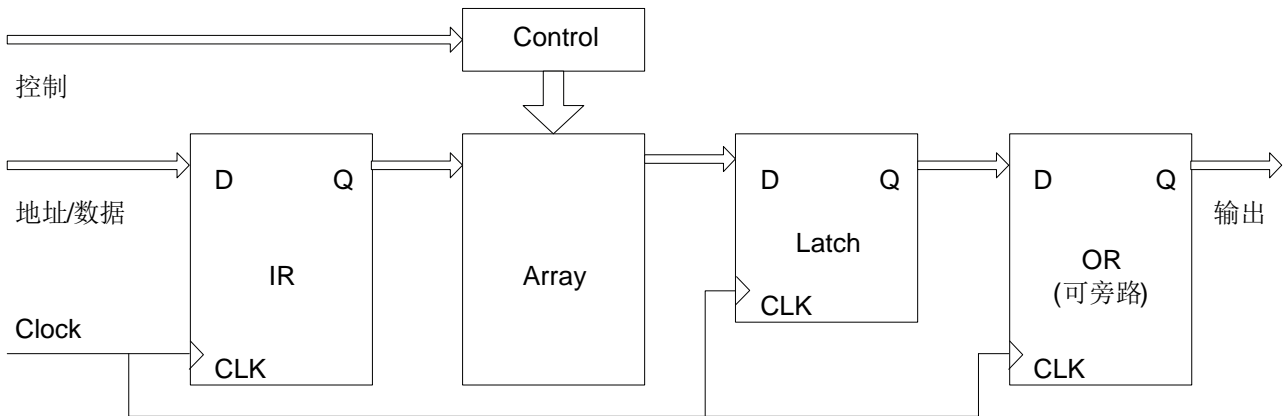 Control
控制
D
Q
地址/数据
IR
Clock
CLK
Array
D
Q
Latch
CLK
D
Q
OR
(可旁路)
CLK
输出